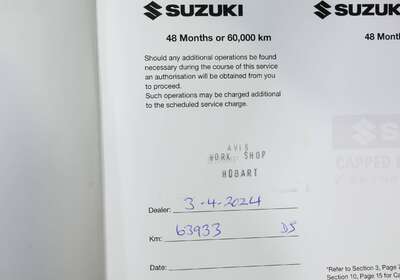 SUZUKI
48 Months or 60,000 km
Should any additional operations be found
necessary during the course of this service
an authorisation will be obtained from you
to proceed.
Such operations may be charged additional
to the scheduled service charge.
AVIS
WORK SHOP
HOBART
Dealer: 3-4-2024
Km: 63933 DS
Date:
SUZUKI
48 Mont
CAPPED
*Refer to Section 3, Page
Section 10, Page 15 for Ca